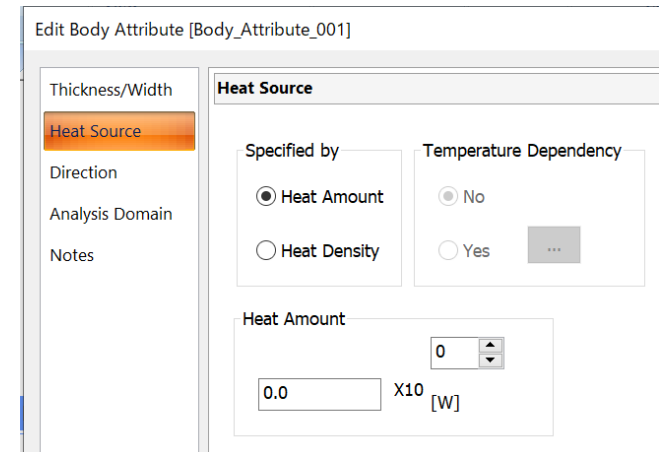 Edit Body Attribute [Body_Attribute_001]
Thickness/Width
Heat Source
Direction
Analysis Domain
Notes
Heat Source
Specified by
Heat Amount
Heat Density
Temperature Dependency
No
Yes
...
Heat Amount
0
0.0
X10
[W]